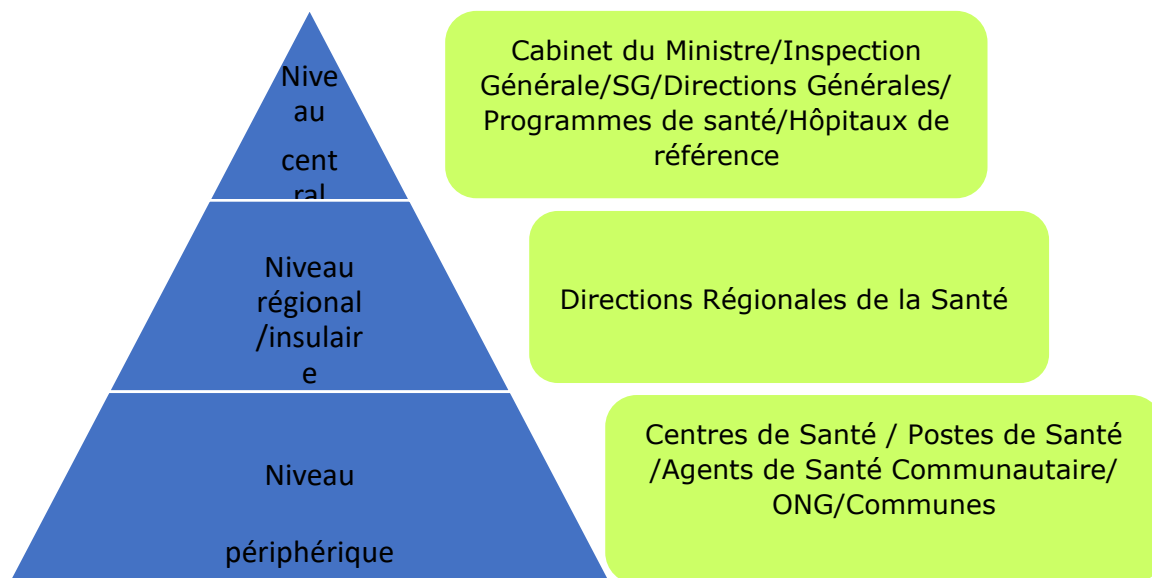 Nive
au
cent
ral
Cabinet du Ministre/Inspection
Générale/SG/Directions Générales/
Programmes de santé/Hôpitaux de
référence
Niveau
régional
/insulair
e
Directions Régionales de la Santé
Niveau
périphérique
Centres de Santé / Postes de Santé
/Agents de Santé Communautaire/
ONG/Communes